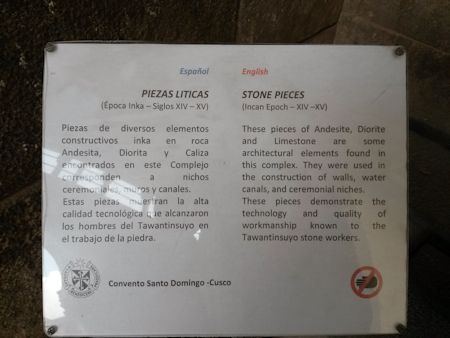 Español
PIEZAS LITICAS
(Época Inka – Siglos XIV – XV)
Piezas de diversos elementos
constructivos inka en roca
Andesita, Diorita y Caliza
encontrados en este Complejo
corresponden a nichos
ceremoniales, muros y canales.
Estas piezas muestran la alta
calidad tecnológica que alcanzaron
los hombres del Tawantinsuyo en
el trabajo de la piedra.
English
STONE PIECES
(Incan Epoch – XIV –XV)
These pieces of Andesite, Diorite
and Limestone are some
architectural elements found in
this complex. They were used in
the construction of walls, water
canals, and ceremonial niches.
These pieces demonstrate the
technology and quality of
workmanship known to the
Tawantinsuyo stone workers.
Convento Santo Domingo -Cusco